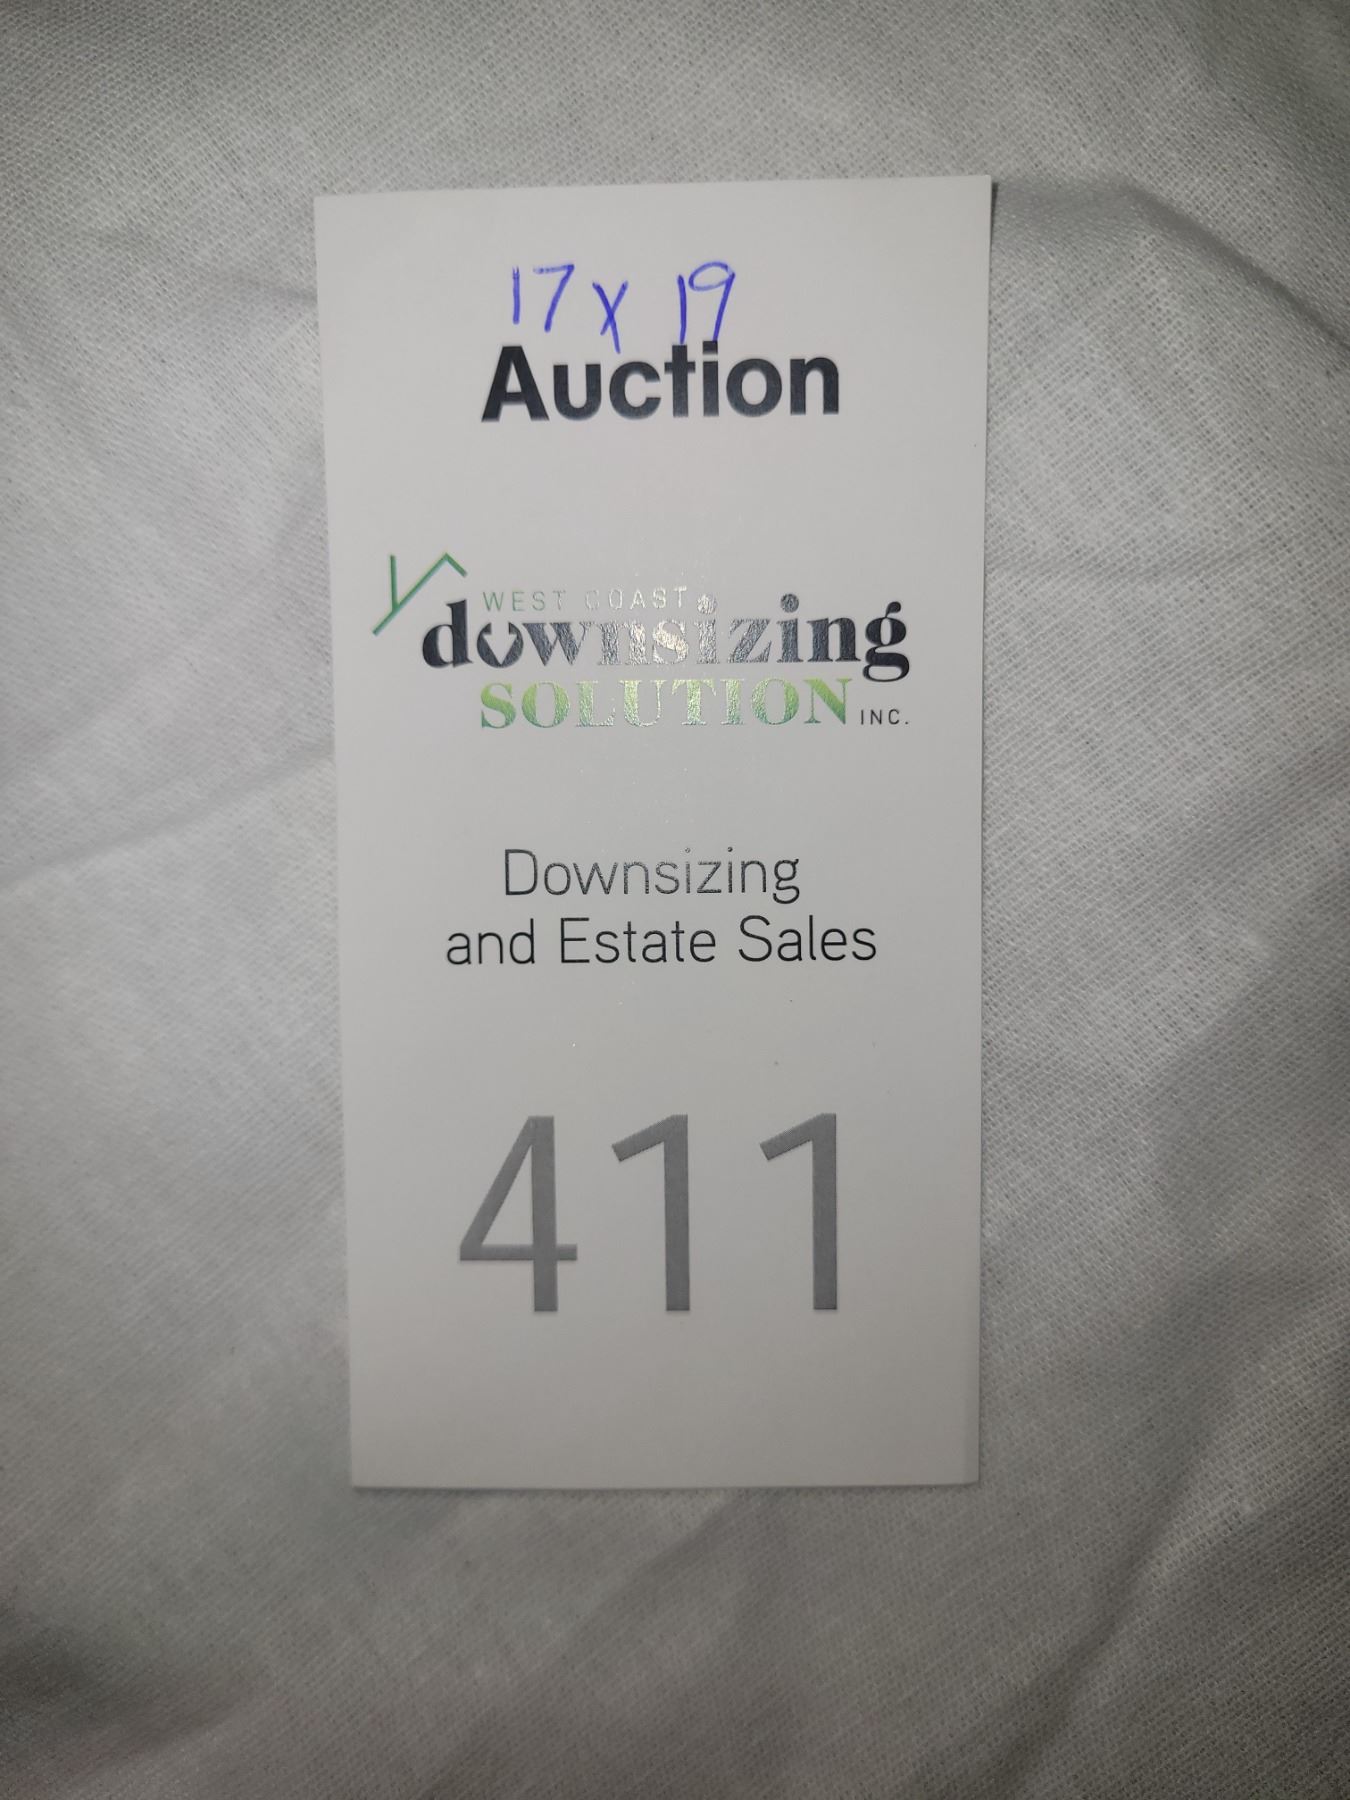 17 x 19
Auction
WEST COAST
downsizing
SOLUTION INC.
Downsizing
and Estate Sales
411